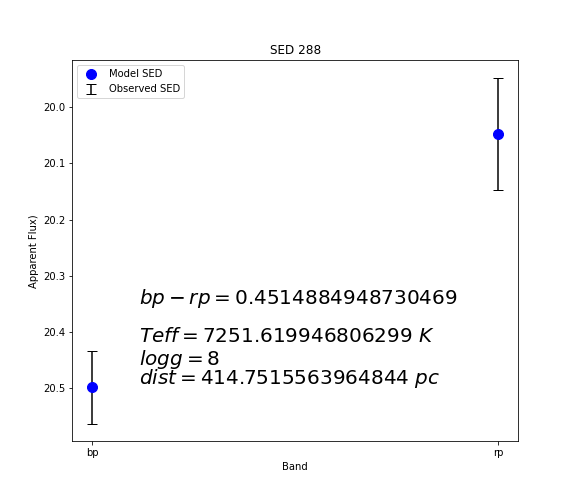 SED 288
Model SED
Observed SED
20.0
20.1
20.2
20.3
20.4
20.5
Apparent Flux)
bp − rp = 0.4514884948730469
Teff = 7251.619946806299 K
logg = 8
dist = 414.7515563964844 pc
bp
rp
Band